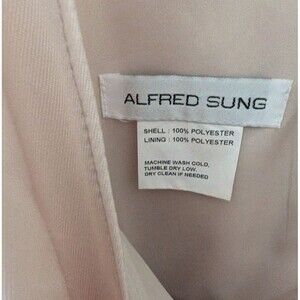 ALFRED SUNG
SHELL : 100% POLYESTER
LINING : 100% POLYESTER
MACHINE WASH COLD,
TUMBLE DRY LOW.
DRY CLEAN IF NEEDED